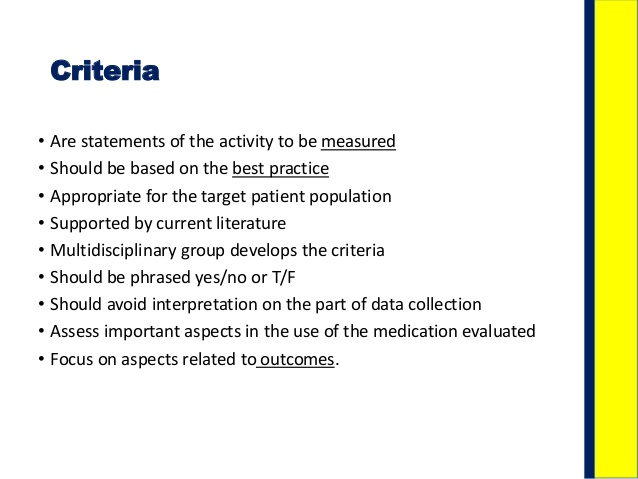 Criteria
• Are statements of the activity to be measured
• Should be based on the best practice
• Appropriate for the target patient population
• Supported by current literature
• Multidisciplinary group develops the criteria
• Should be phrased yes/no or T/F
• Should avoid interpretation on the part of data collection
• Assess important aspects in the use of the medication evaluated
• Focus on aspects related to outcomes.